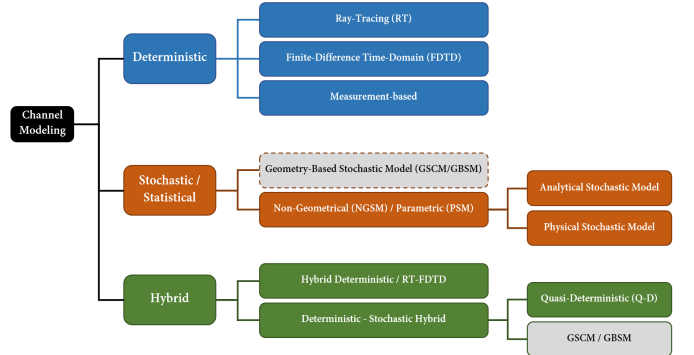 Channel
Modeling
Deterministic
Ray-Tracing (RT)
Finite-Difference Time-Domain (FDTD)
Measurement-based
Stochastic /
Statistical
Geometry-Based Stochastic Model (GSCM/GBSM)
Non-Geometrical (NGSM) / Parametric (PSM)
Analytical Stochastic Model
Physical Stochastic Model
Hybrid
Hybrid Deterministic / RT-FDTD
Deterministic - Stochastic Hybrid
Quasi-Deterministic (Q-D)
GSCM / GBSM